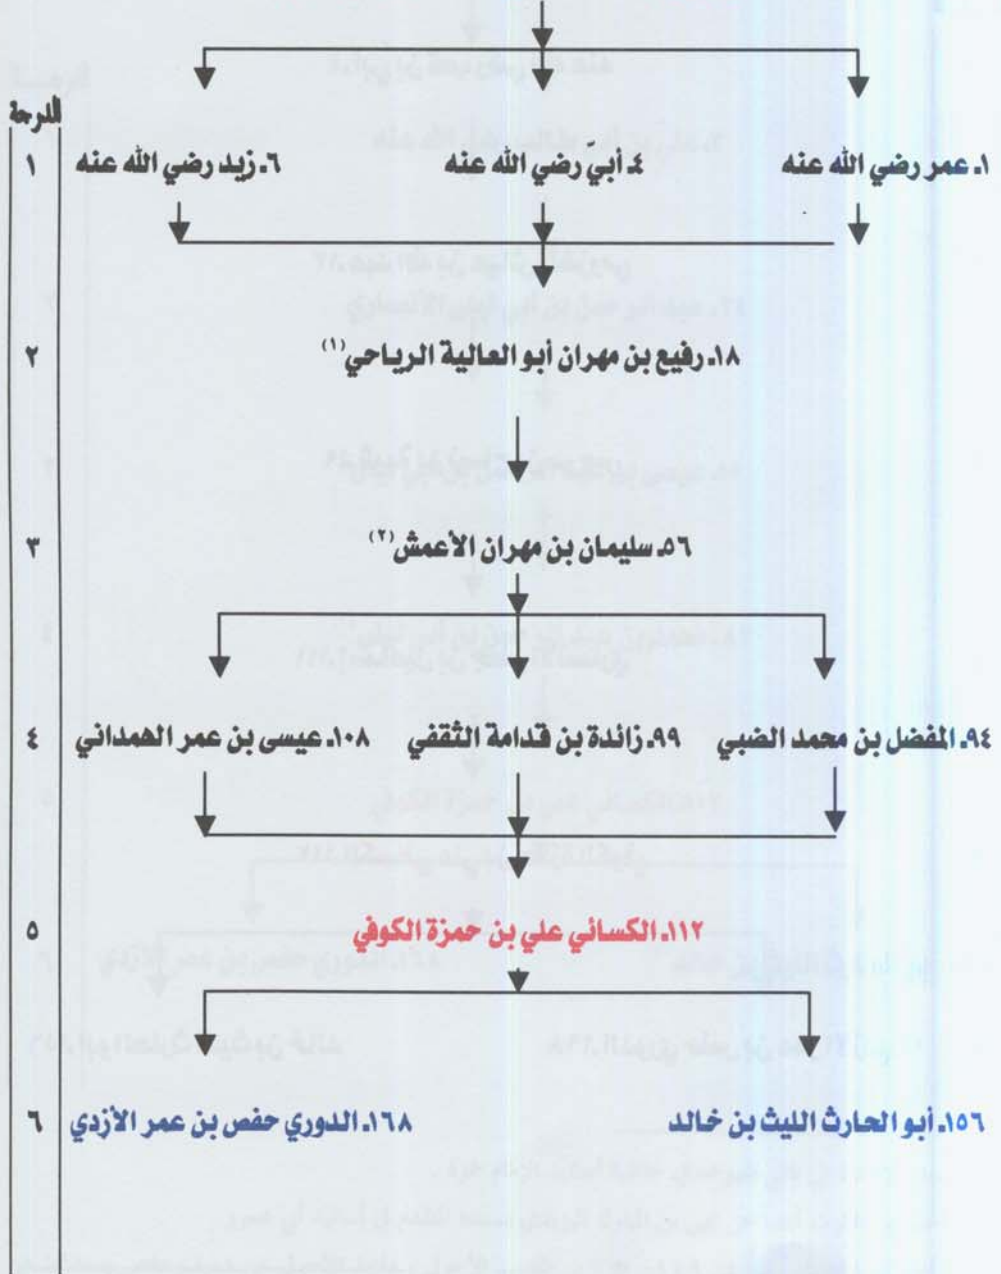 الدرجة
١. عمر رضي الله عنه ٤. أبيّ رضي الله عنه ٦. زيد رضي الله عنه ١
١٨. رفيع بن مهران أبو العالية الرياحي (١) ٢
٥٦. سليمان بن مهران الأعمش (٢) ٣
٩٤. المفضل بن محمد الضبي ٩٩. زائدة بن قدامة الثقفي ١٠٨. عيسى بن عمر الهمداني ٤
١١٢. الكسائي علي بن حمزة الكوفي ٥
١٥٦. أبو الحارث الليث بن خالد ١٦٨. الدوري حفص بن عمر الأزدي ٦